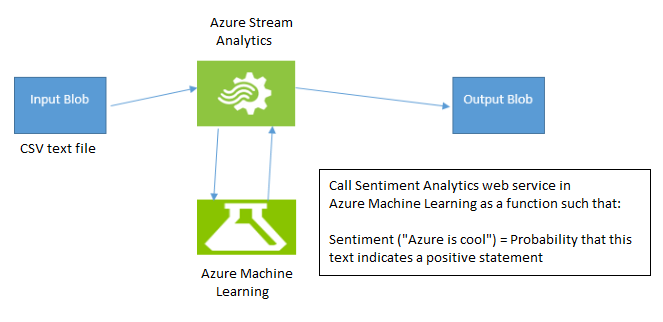 Azure Stream
Analytics
Input Blob
Output Blob
CSV text file
Call Sentiment Analytics web service in
Azure Machine Learning as a function such that:
Sentiment ("Azure is cool") = Probability that this
text indicates a positive statement
Azure Machine
Learning